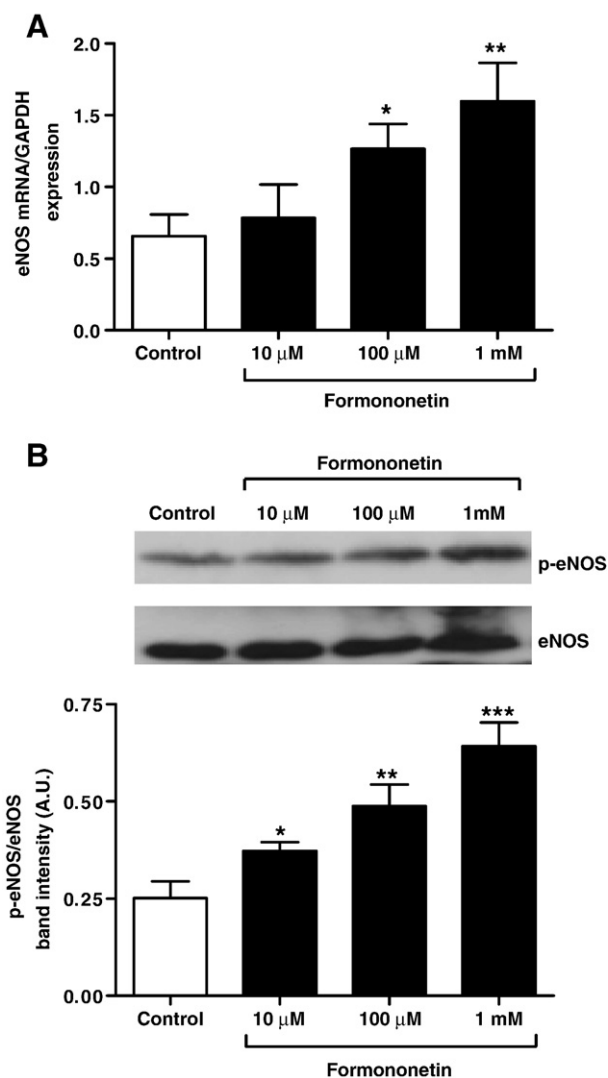 A
eNOS mRNA/GAPDH
expression
2.0
**
1.5
*
1.0
0.5
0.0
Control 10 μM 100 μM 1 mM
Formononetin
B
Formononetin
Control 10 μM 100 μM 1mM
p-eNOS
eNOS
p-eNOS/eNOS
band intensity (A.U.)
0.75
***
**
0.50
*
0.25
0.00
Control 10 μM 100 μM 1 mM
Formononetin